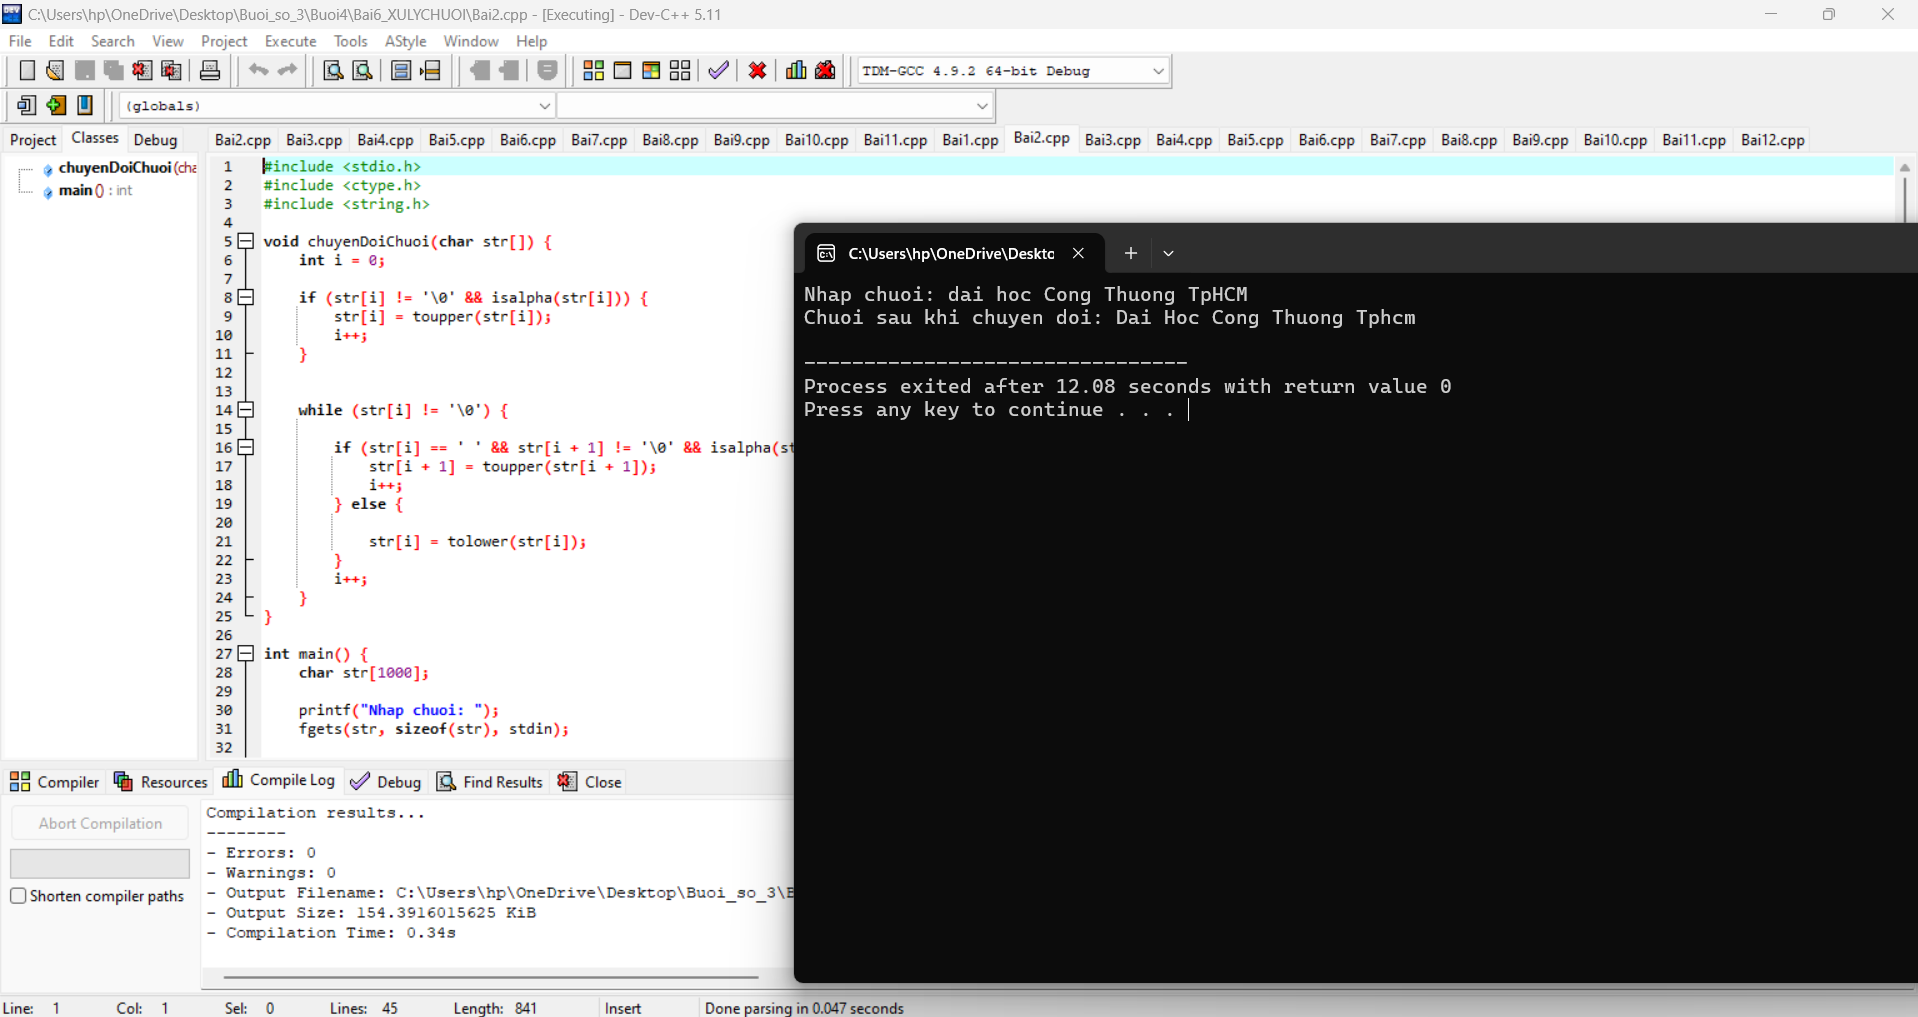 C:\Users\hp\OneDrive\Desktop\Buoi_so_3\Buoi4\Bai6_XULYCHUOI\Bai2.cpp - [Executing] - Dev-C++ 5.11
File Edit Search View Project Execute Tools AStyle Window Help
TDM-GCC 4.9.2 64-bit Debug
(globals)
Project Classes Debug
Bai2.cpp Bai3.cpp Bai4.cpp Bai5.cpp Bai6.cpp Bai7.cpp Bai8.cpp Bai9.cpp Bai10.cpp Bai11.cpp Bai1.cpp Bai2.cpp Bai3.cpp Bai4.cpp Bai5.cpp Bai6.cpp Bai7.cpp Bai8.cpp Bai9.cpp Bai10.cpp Bai11.cpp Bai12.cpp
chuyenDoiChuoi (cha
main () : int
1 #include <stdio.h>
2 #include <ctype.h>
3 #include <string.h>
4
5 void chuyenDoiChuoi(char str[]) {
6 int i = 0;
7
8 if (str[i] != '\0' && isalpha(str[i])) {
9 str[i] = toupper(str[i]);
10 i++;
11 }
12
13
14 while (str[i] != '\0') {
15
16 if (str[i] == ' ' && str[i + 1] != '\0' && isalpha(st
17 str[i + 1] = toupper(str[i + 1]);
18 i++;
19 } else {
20
21 str[i] = tolower(str[i]);
22 }
23 i++;
24 }
25 }
26
27 int main() {
28 char str[1000];
29
30 printf("Nhap chuoi: ");
31 fgets(str, sizeof(str), stdin);
32
C:\Users\hp\OneDrive\Deskto
Nhap chuoi: dai hoc Cong Thuong TpHCM
Chuoi sau khi chuyen doi: Dai Hoc Cong Thuong Tphcm
--------------------------------
Process exited after 12.08 seconds with return value 0
Press any key to continue . . .
Compiler Resources Compile Log Debug Find Results Close
Abort Compilation
Shorten compiler paths
Compilation results...
--------
- Errors: 0
- Warnings: 0
- Output Filename: C:\Users\hp\OneDrive\Desktop\Buoi_so_3\B
- Output Size: 154.3916015625 KiB
- Compilation Time: 0.34s
Line: 1 Col: 1 Sel: 0 Lines: 45 Length: 841 Insert Done parsing in 0.047 seconds